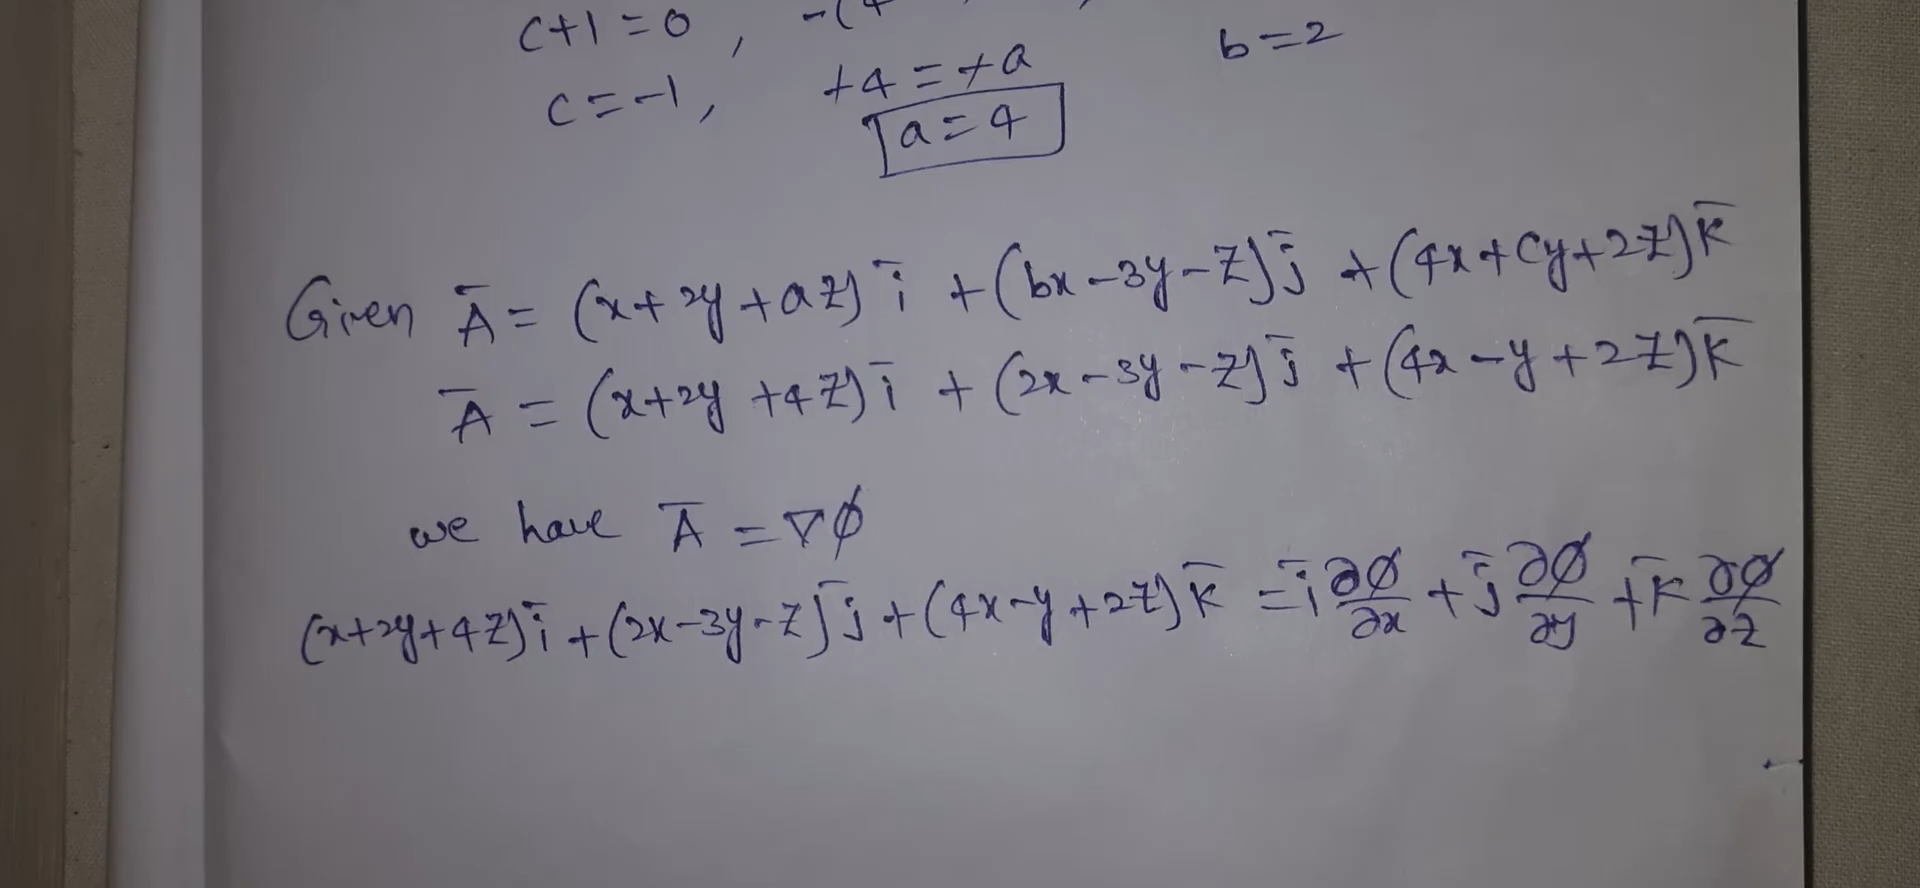 c+1=0 , -(4 b=2
c=-1, +4=+a
a=4
Given Ā = (x+2y+az)ī + (bx-3y-z)j̄ + (4x+cy+2z)k̄
Ā = (x+2y+4z)ī + (2x-3y-z)j̄ + (4x-y+2z)k̄
we have Ā = ∇φ
(x+2y+4z)ī + (2x-3y-z)j̄ + (4x-y+2z)k̄ = ī ∂φ/∂x + j̄ ∂φ/∂y + k̄ ∂φ/∂z